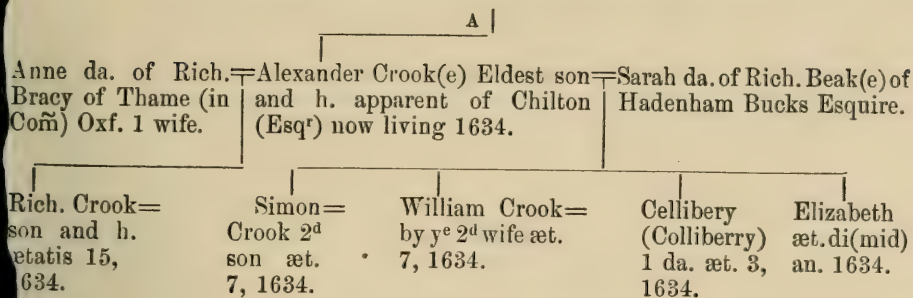 A
Anne da. of Rich.=
Bracy of Thame (in
Com̃) Oxf. 1 wife.
Alexander Crook(e) Eldest son=
and h. apparent of Chilton
(Esqʳ) now living 1634.
Sarah da. of Rich. Beak(e) of
Hadenham Bucks Esquire.
Rich. Crook=
son and h.
etatis 15,
634.
Simon=
Crook 2ᵈ
son æt.
7, 1634.
William Crook=
by yᵉ 2ᵈ wife æt.
7, 1634.
Cellibery
(Colliberry)
1 da. æt. 3,
1634.
Elizabeth
æt. di(mid)
an. 1634.